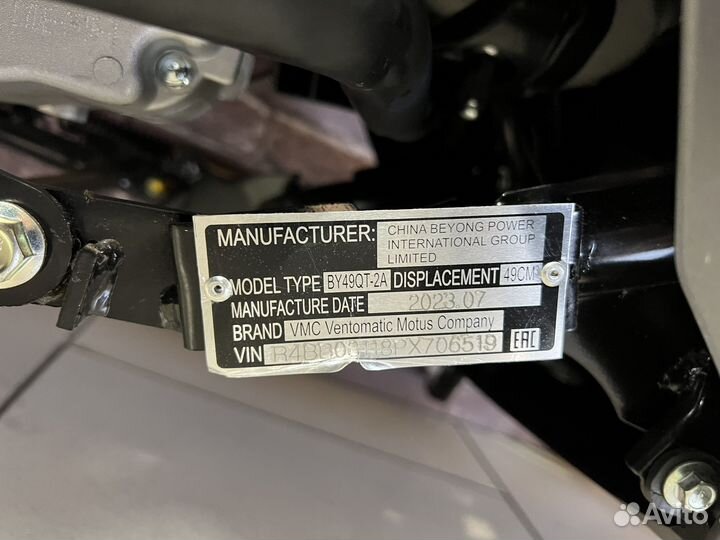 MANUFACTURER: CHINA BEYONG POWER
INTERNATIONAL GROUP
LIMITED
MODEL TYPE BY49QT-2A DISPLACEMENT 49CM³
MANUFACTURE DATE 2023.07
BRAND VMC Ventomatic Motus Company
VIN EAC
Avito